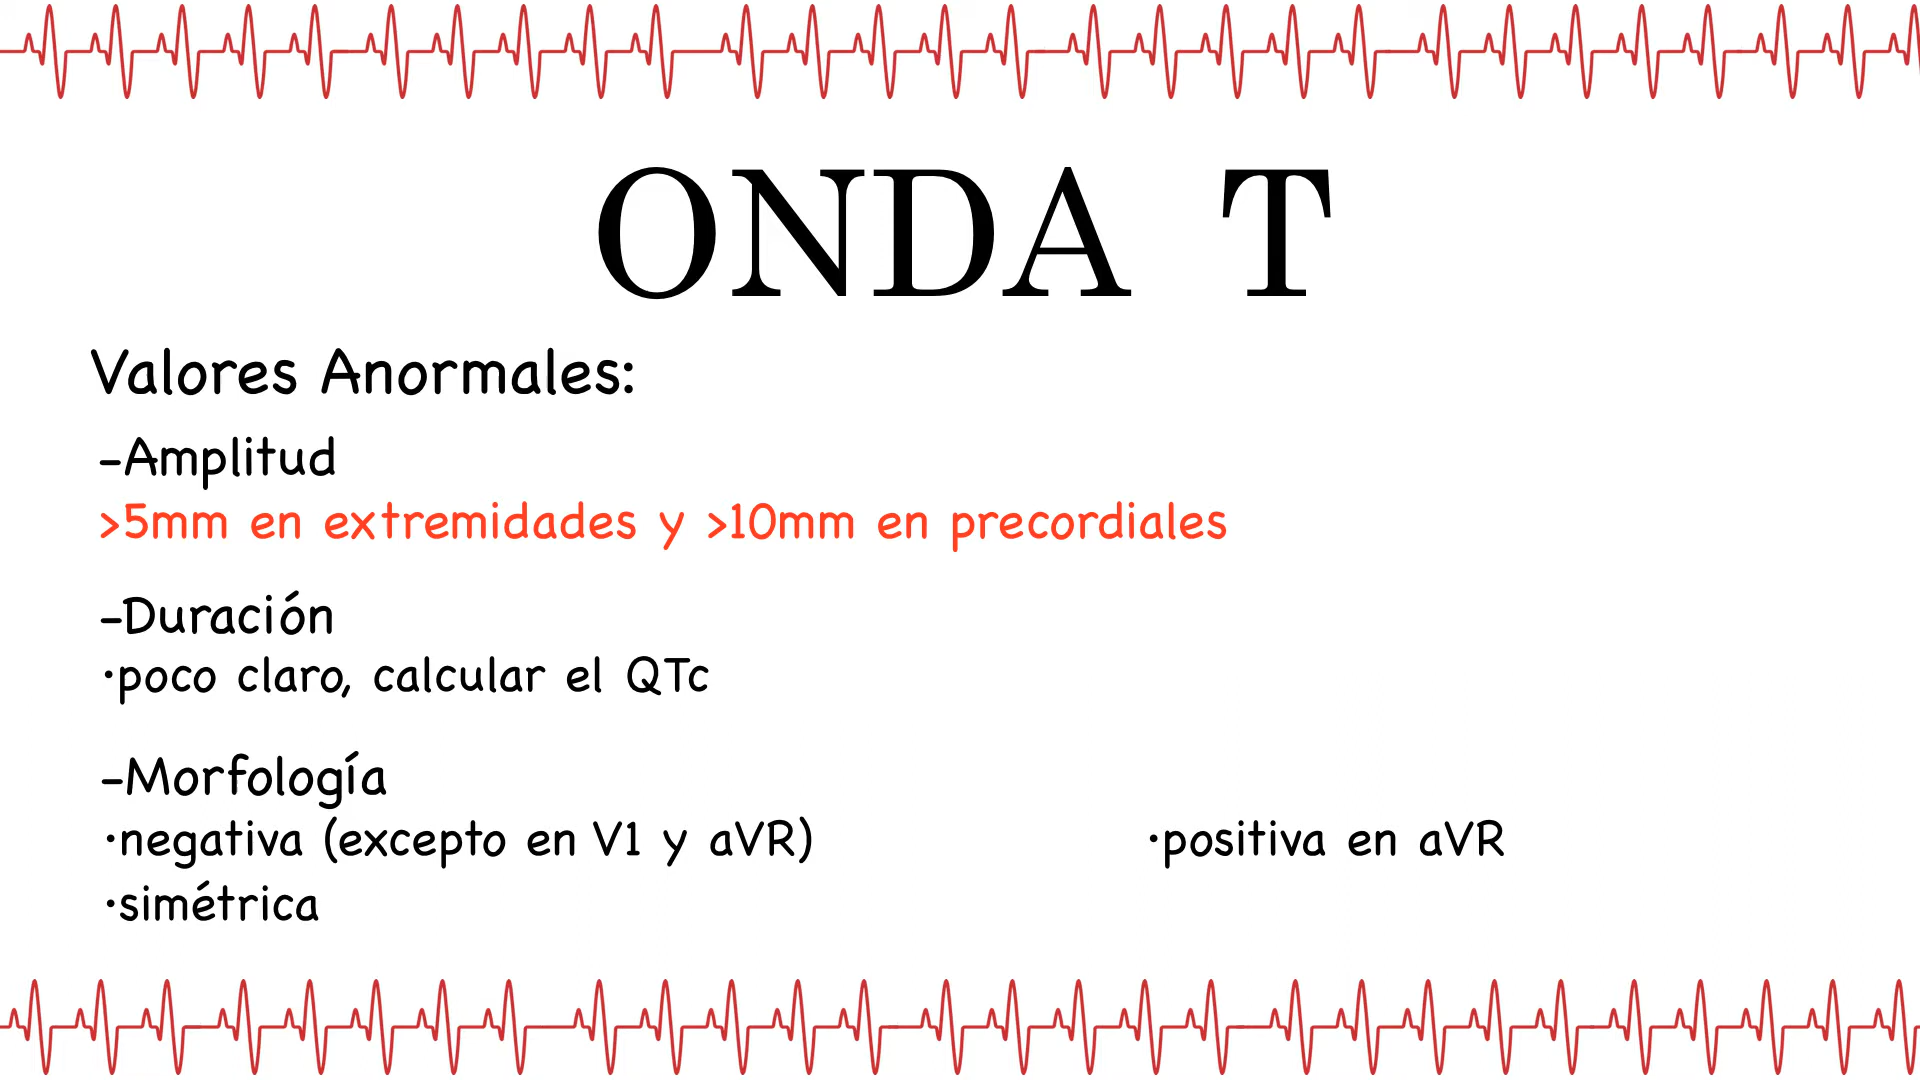 ONDA T
Valores Anormales:
-Amplitud
>5mm en extremidades y >10mm en precordiales
-Duración
·poco claro, calcular el QTc
-Morfología
·negativa (excepto en V1 y aVR)
·positiva en aVR
·simétrica